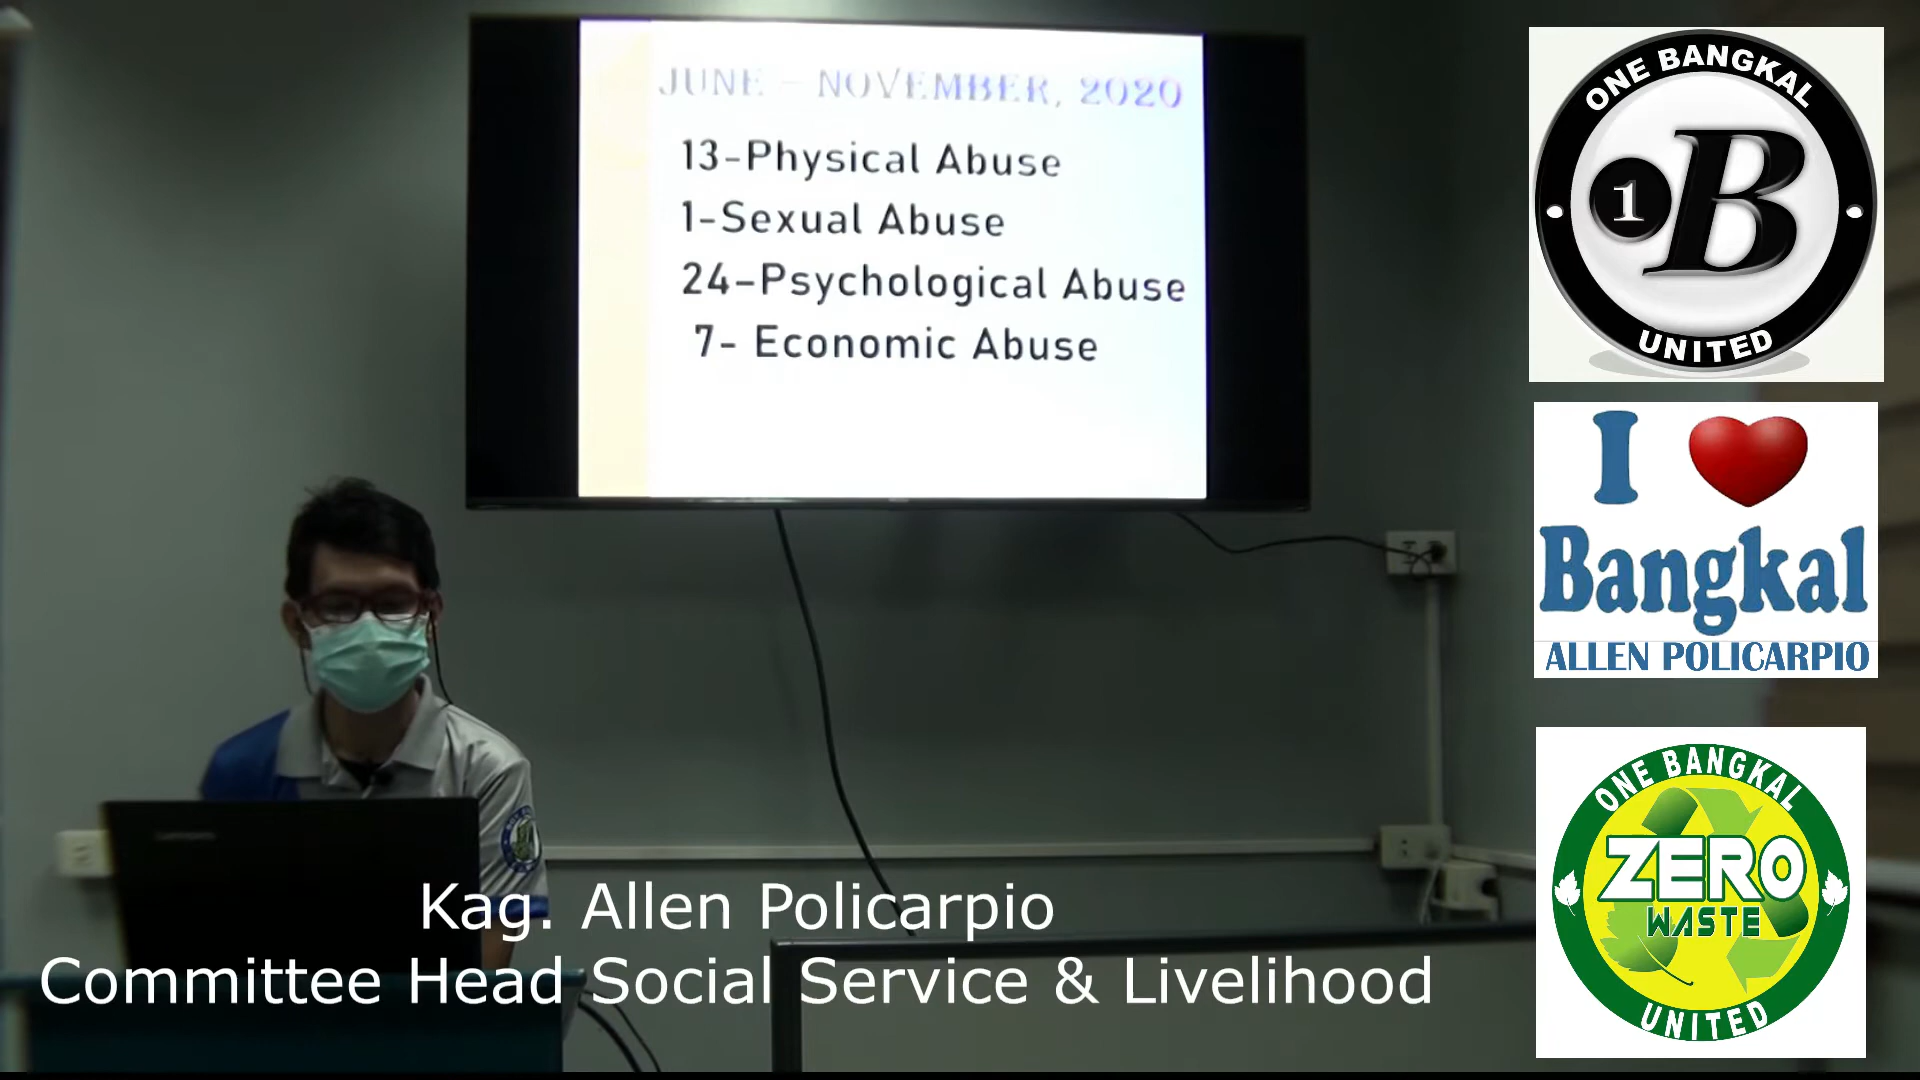 JUNE – NOVEMBER, 2020
13-Physical Abuse
1-Sexual Abuse
24-Psychological Abuse
7- Economic Abuse
ONE BANGKAL
1B
UNITED
I
Bangkal
ALLEN POLICARPIO
ONE BANGKAL
ZERO
WASTE
UNITED
Kag. Allen Policarpio
Committee Head Social Service & Livelihood